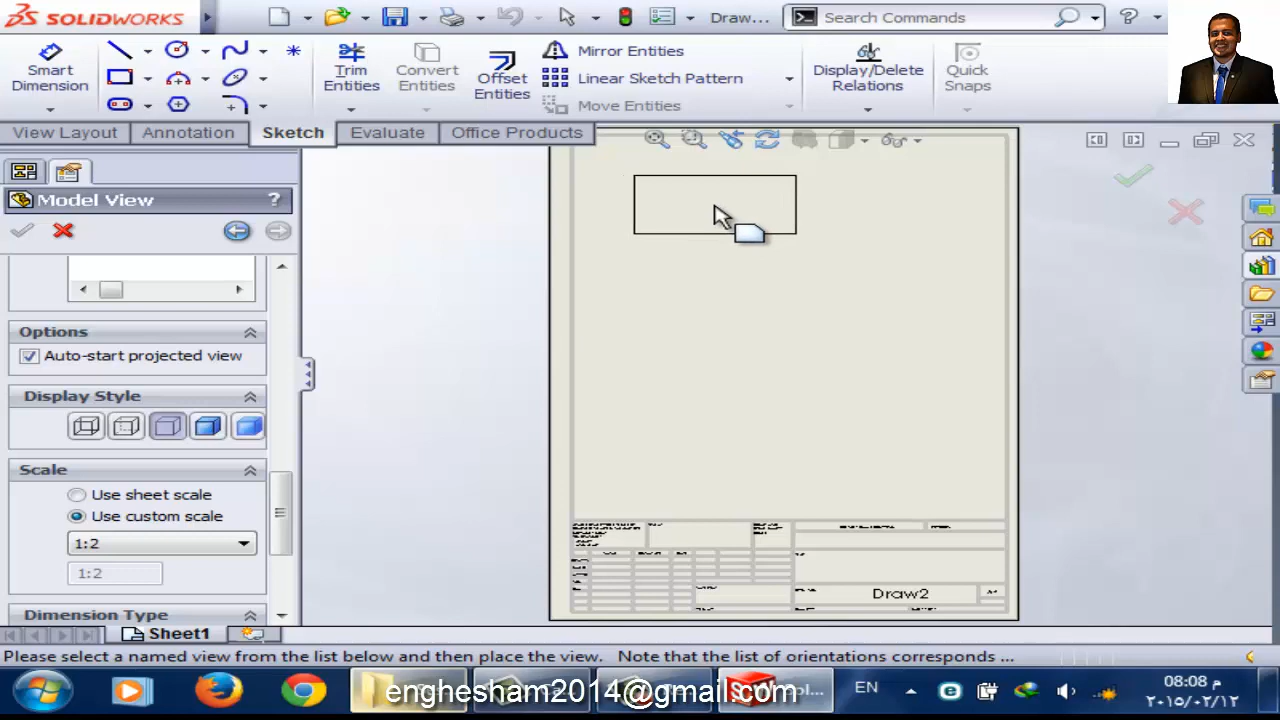 SOLIDWORKS
Draw...
Search Commands
Smart Dimension
Trim Entities
Convert Entities
Offset Entities
Mirror Entities
Linear Sketch Pattern
Move Entities
Display/Delete Relations
Quick Snaps
View Layout
Annotation
Sketch
Evaluate
Office Products
Model View
?
Options
Auto-start projected view
Display Style
Scale
Use sheet scale
Use custom scale
1:2
1:2
Dimension Type
Draw2
Sheet1
Please select a named view from the list below and then place the view. Note that the list of orientations corresponds ...
enghesham2014@gmail.com
EN
08:08 م
٢٠١٥/٠٢/١٢